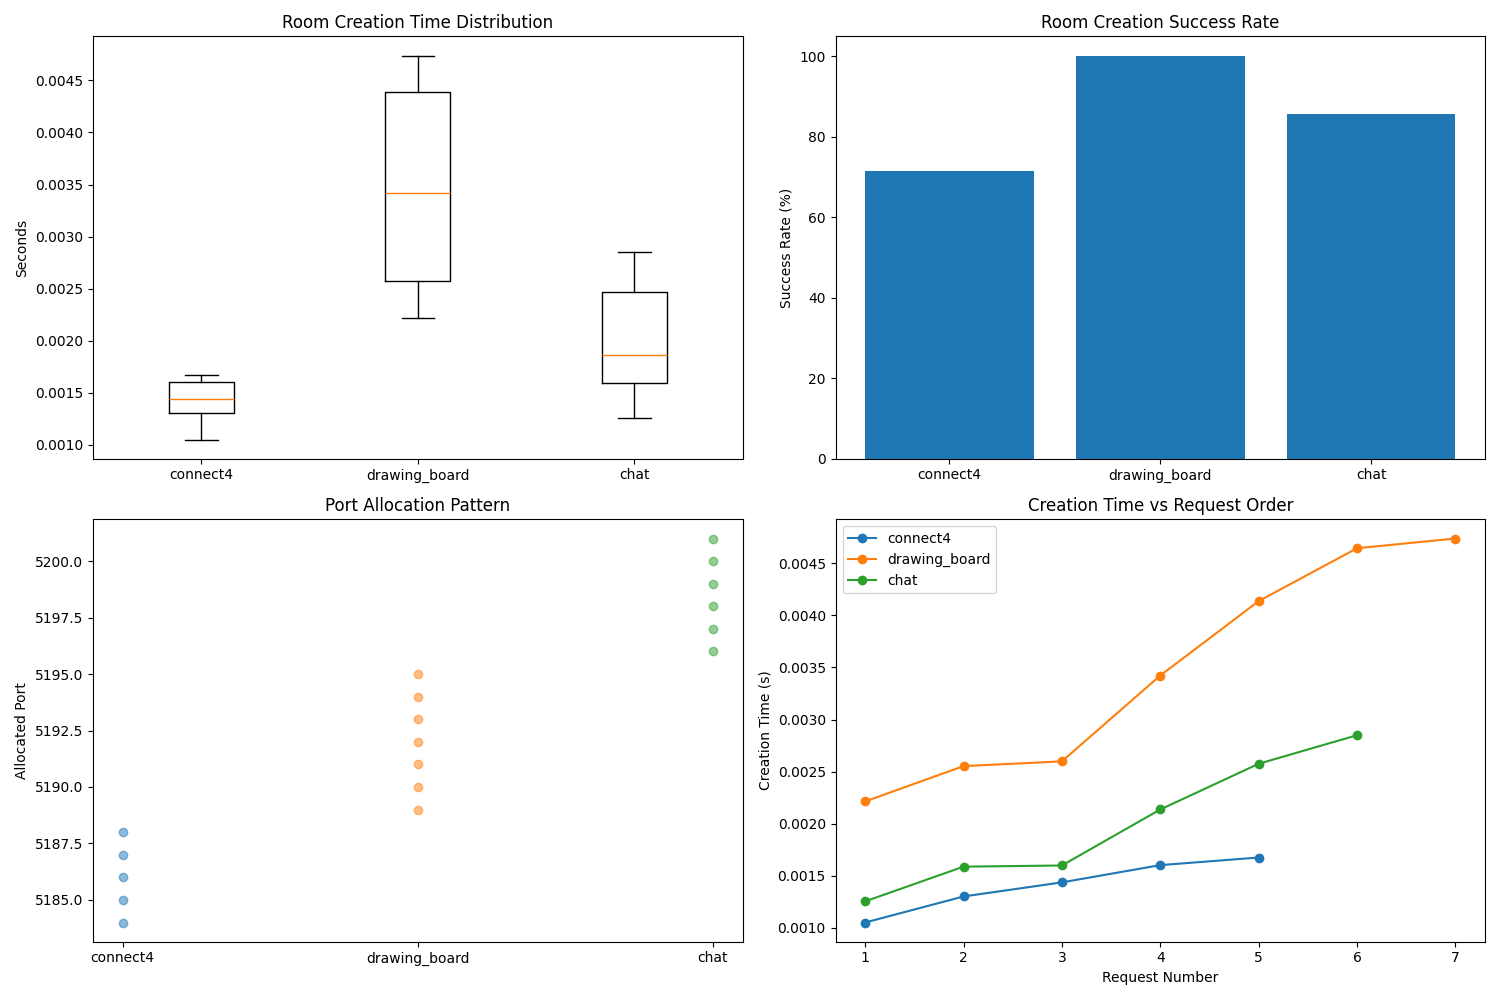 Room Creation Time Distribution
Seconds
0.0045
0.0040
0.0035
0.0030
0.0025
0.0020
0.0015
0.0010
connect4 drawing_board chat
Room Creation Success Rate
Success Rate (%)
100
80
60
40
20
0
connect4 drawing_board chat
Port Allocation Pattern
Allocated Port
5200.0
5197.5
5195.0
5192.5
5190.0
5187.5
5185.0
connect4 drawing_board chat
Creation Time vs Request Order
connect4
drawing_board
chat
Creation Time (s)
0.0045
0.0040
0.0035
0.0030
0.0025
0.0020
0.0015
0.0010
1 2 3 4 5 6 7
Request Number